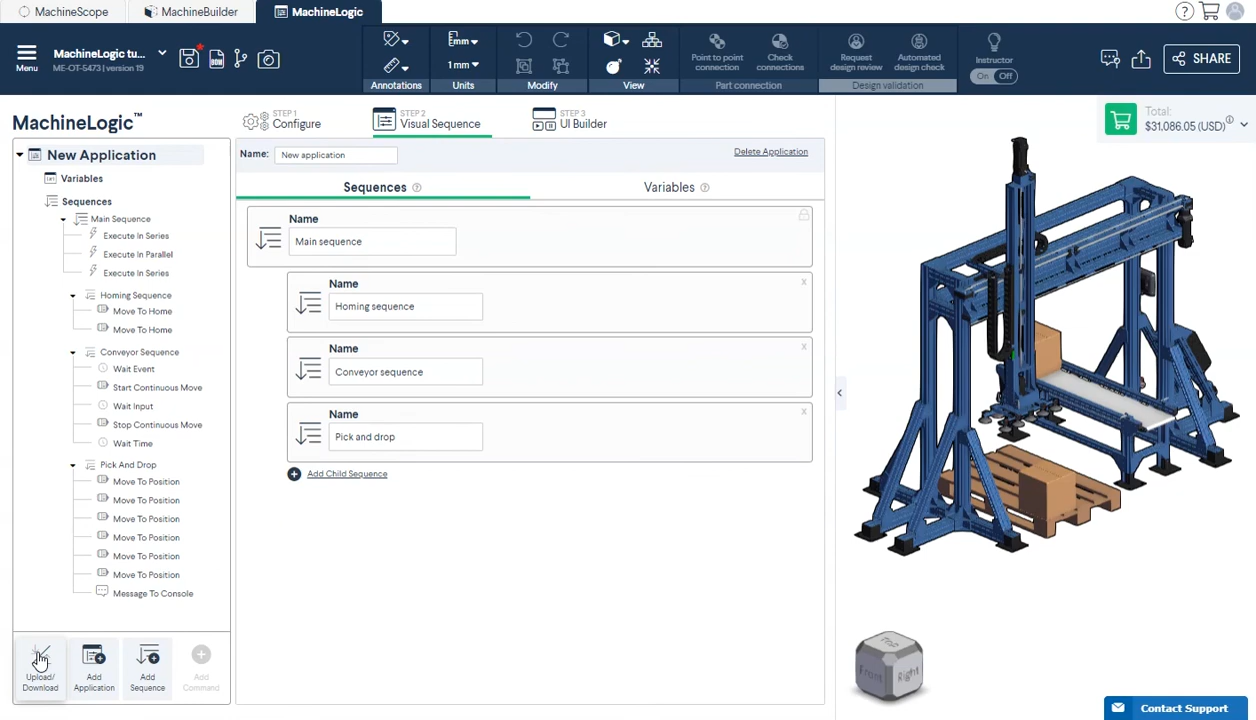 MachineScope
MachineBuilder
MachineLogic
?
Menu
MachineLogic tu...
ME-OT-5473 | version 19
BOM
Annotations
mm
1 mm
Units
Modify
View
Point to point
connection
Check
connections
Part connection
Request
design review
Automated
design check
Design validation
Instructor
On
Off
SHARE
MachineLogic™
STEP 1
Configure
STEP 2
Visual Sequence
STEP 3
UI Builder
Total:
$31,086.05 (USD)
New Application
Variables
Sequences
Main Sequence
Execute In Series
Execute In Parallel
Execute In Series
Homing Sequence
Move To Home
Move To Home
Conveyor Sequence
Wait Event
Start Continuous Move
Wait Input
Stop Continuous Move
Wait Time
Pick And Drop
Move To Position
Move To Position
Move To Position
Move To Position
Move To Position
Move To Position
Message To Console
Upload/
Download
Add
Application
Add
Sequence
Add
Command
Name:
New application
Delete Application
Sequences ?
Variables ?
Name
Main sequence
Name
x
Homing sequence
Name
x
Conveyor sequence
Name
x
Pick and drop
Add Child Sequence
Top
Front
Right
Contact Support